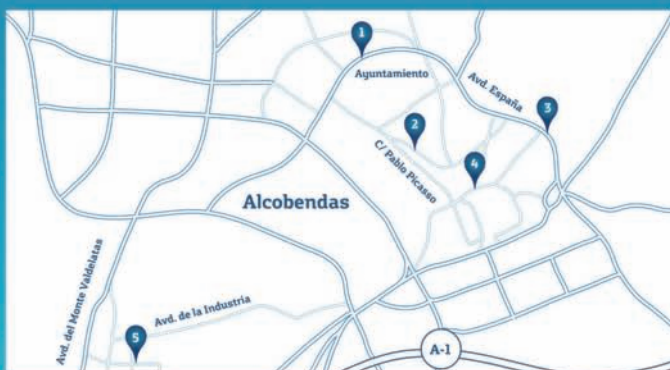 1
Ayuntamiento
Avd. España
3
2
C/ Pablo Picasso
4
Alcobendas
Avd. del Monte Valdelatas
Avd. de la Industria
5
A-1